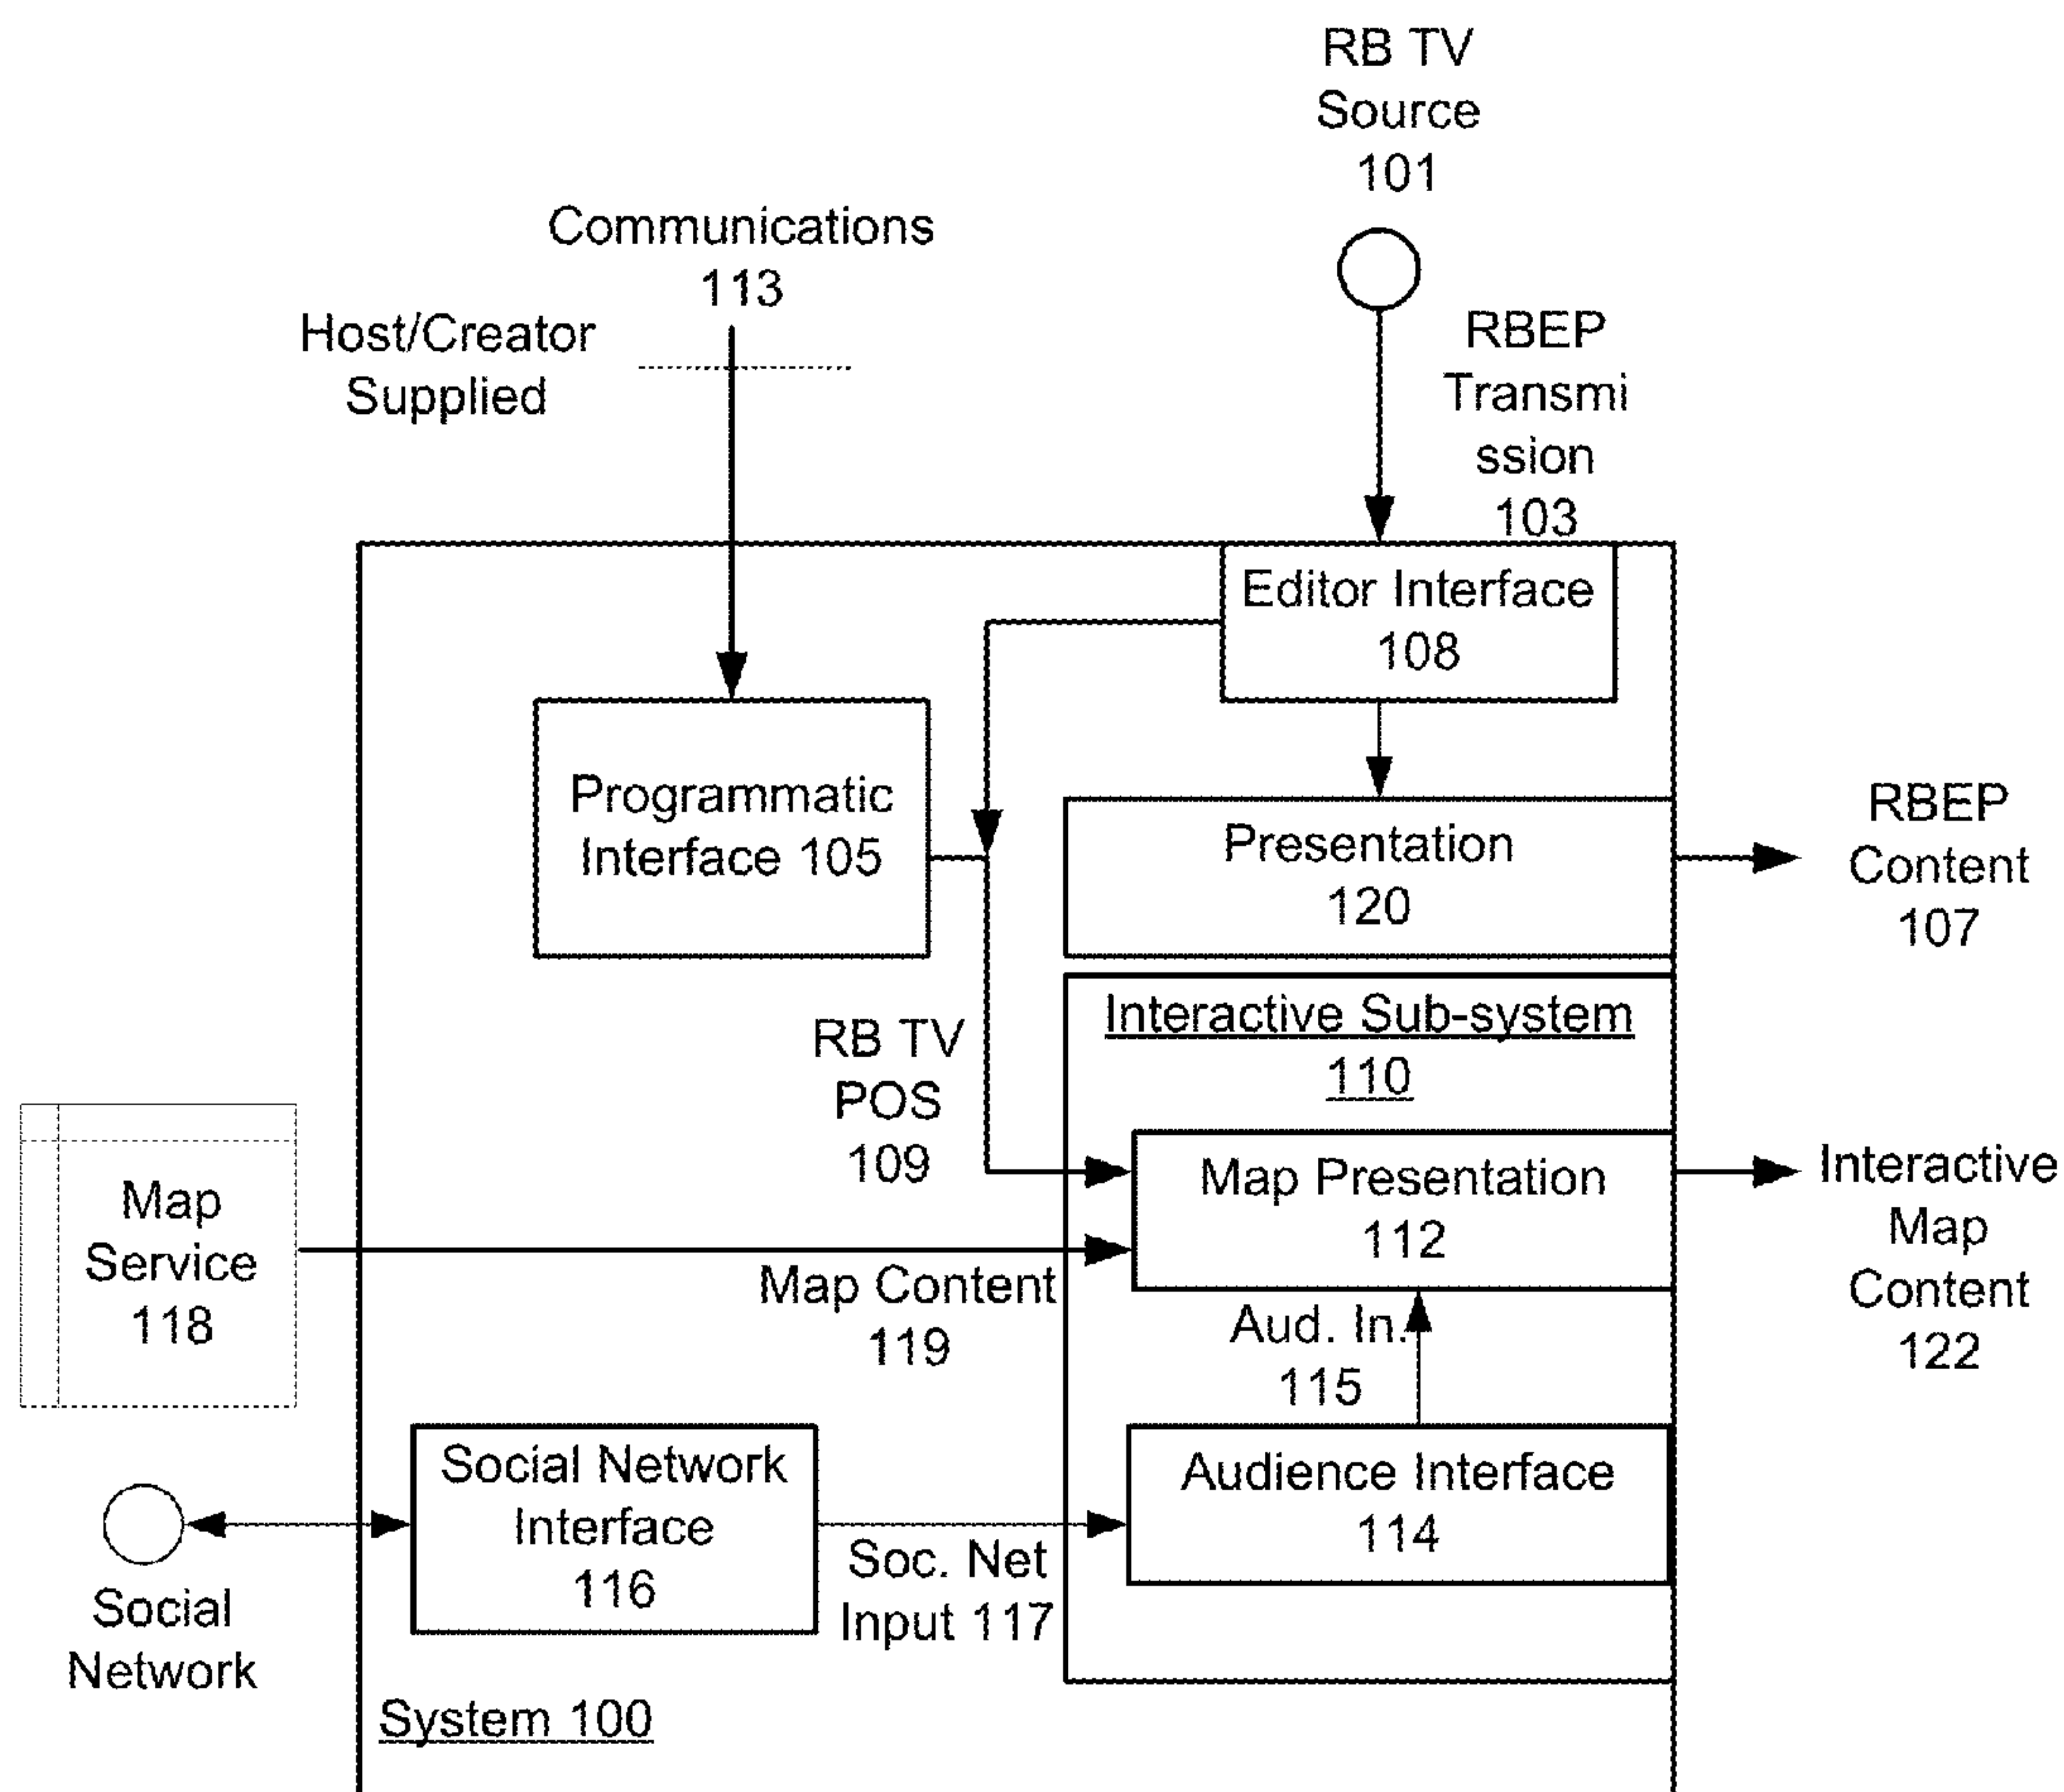 RB TV
Source
101
Communications
113
Host/Creator
Supplied
RBEP
Transmi
ssion
103
Editor Interface
108
Programmatic
Interface 105
Presentation
120
RBEP
Content
107
Interactive Sub-system
110
RB TV
POS
109
Map Presentation
112
Interactive
Map
Content
122
Map
Service
118
Map Content
119
Aud. In.
115
Social Network
Interface
116
Audience Interface
114
Soc. Net
Input 117
Social
Network
System 100